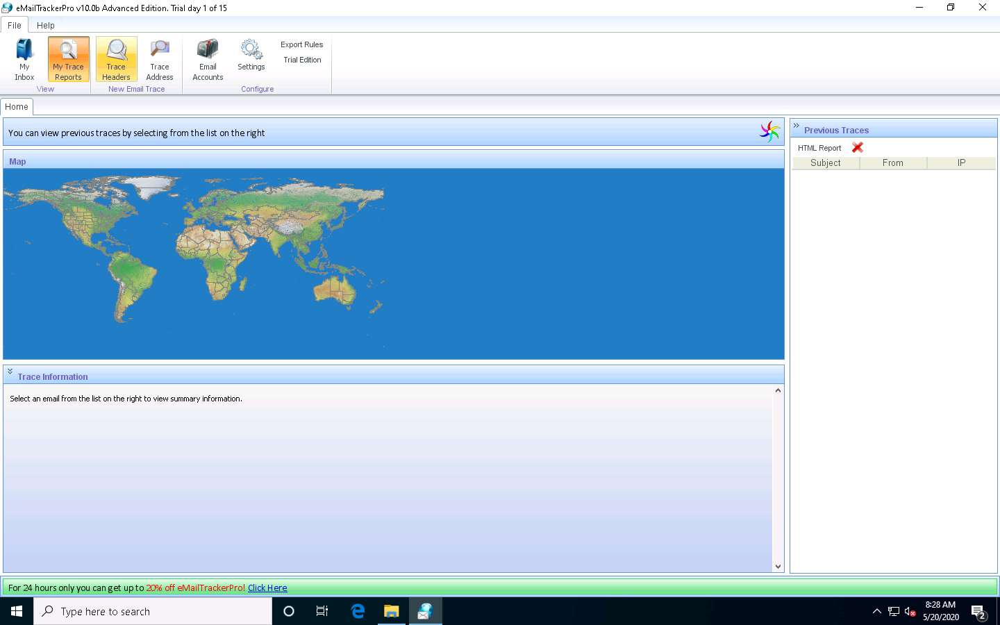 eMailTrackerPro v10.0b Advanced Edition. Trial day 1 of 15
File Help
My Inbox
My Trace Reports
Trace Headers
Trace Address
Email Accounts
Settings
Export Rules
Trial Edition
View
New Email Trace
Configure
Home
You can view previous traces by selecting from the list on the right
Map
Previous Traces
HTML Report
Subject From IP
Trace Information
Select an email from the list on the right to view summary information.
For 24 hours only you can get up to 20% off eMailTrackerPro! Click Here
Type here to search
8:28 AM
5/20/2020
2